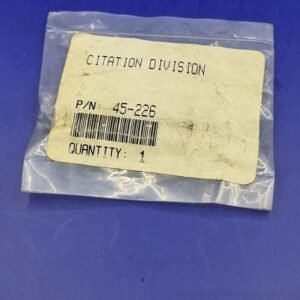 CITATION DIVISION
P/N: 45-226
QUANTITY: 1